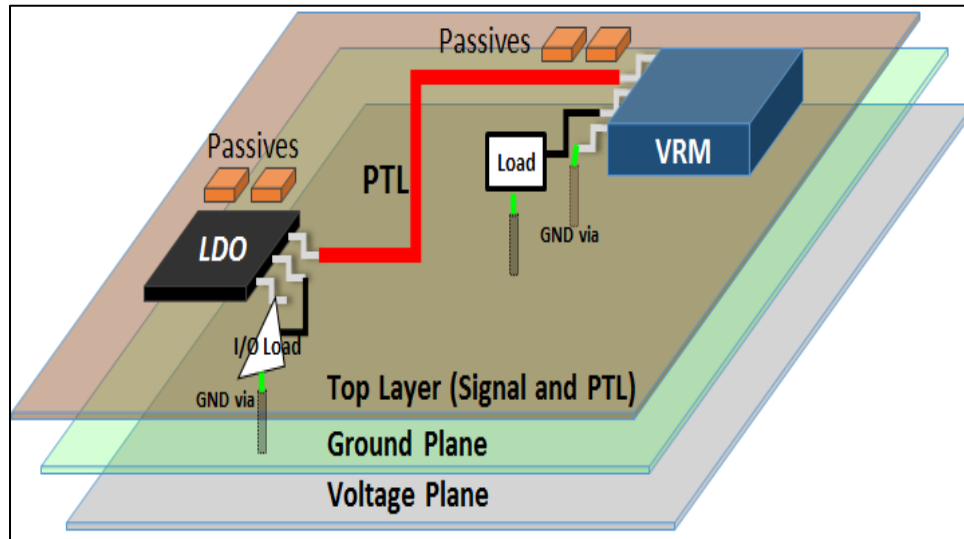 Passives
VRM
Passives
PTL
Load
GND via
LDO
I/O Load
GND via
Top Layer (Signal and PTL)
Ground Plane
Voltage Plane